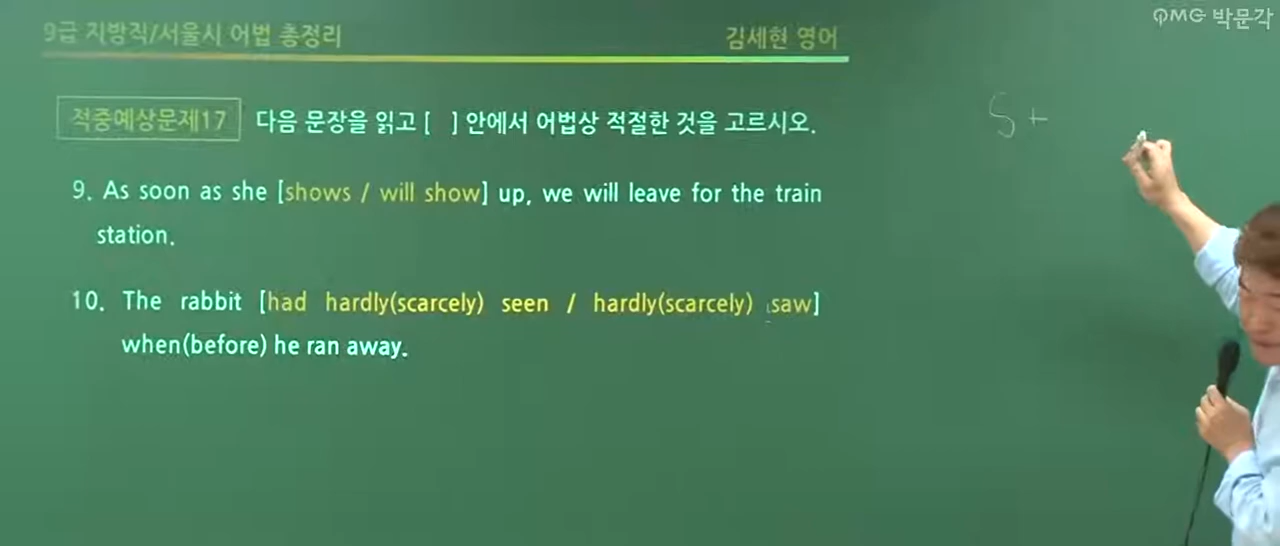 PMG 박문각
9급 지방직/서울시 어법 총정리
김세현 영어
적중예상문제17 다음 문장을 읽고 [ ] 안에서 어법상 적절한 것을 고르시오.
S +
9. As soon as she [shows / will show] up, we will leave for the train
station.
10. The rabbit [had hardly(scarcely) seen / hardly(scarcely) saw]
when(before) he ran away.